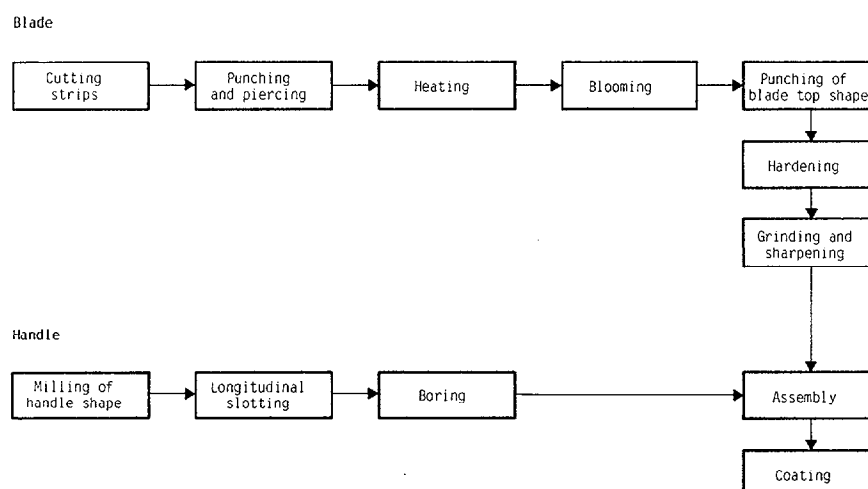 Blade
Cutting
strips
Punching
and piercing
Heating
Blooming
Punching of
blade top shape
Hardening
Grinding and
sharpening
Handle
Milling of
handle shape
Longitudinal
slotting
Boring
Assembly
Coating